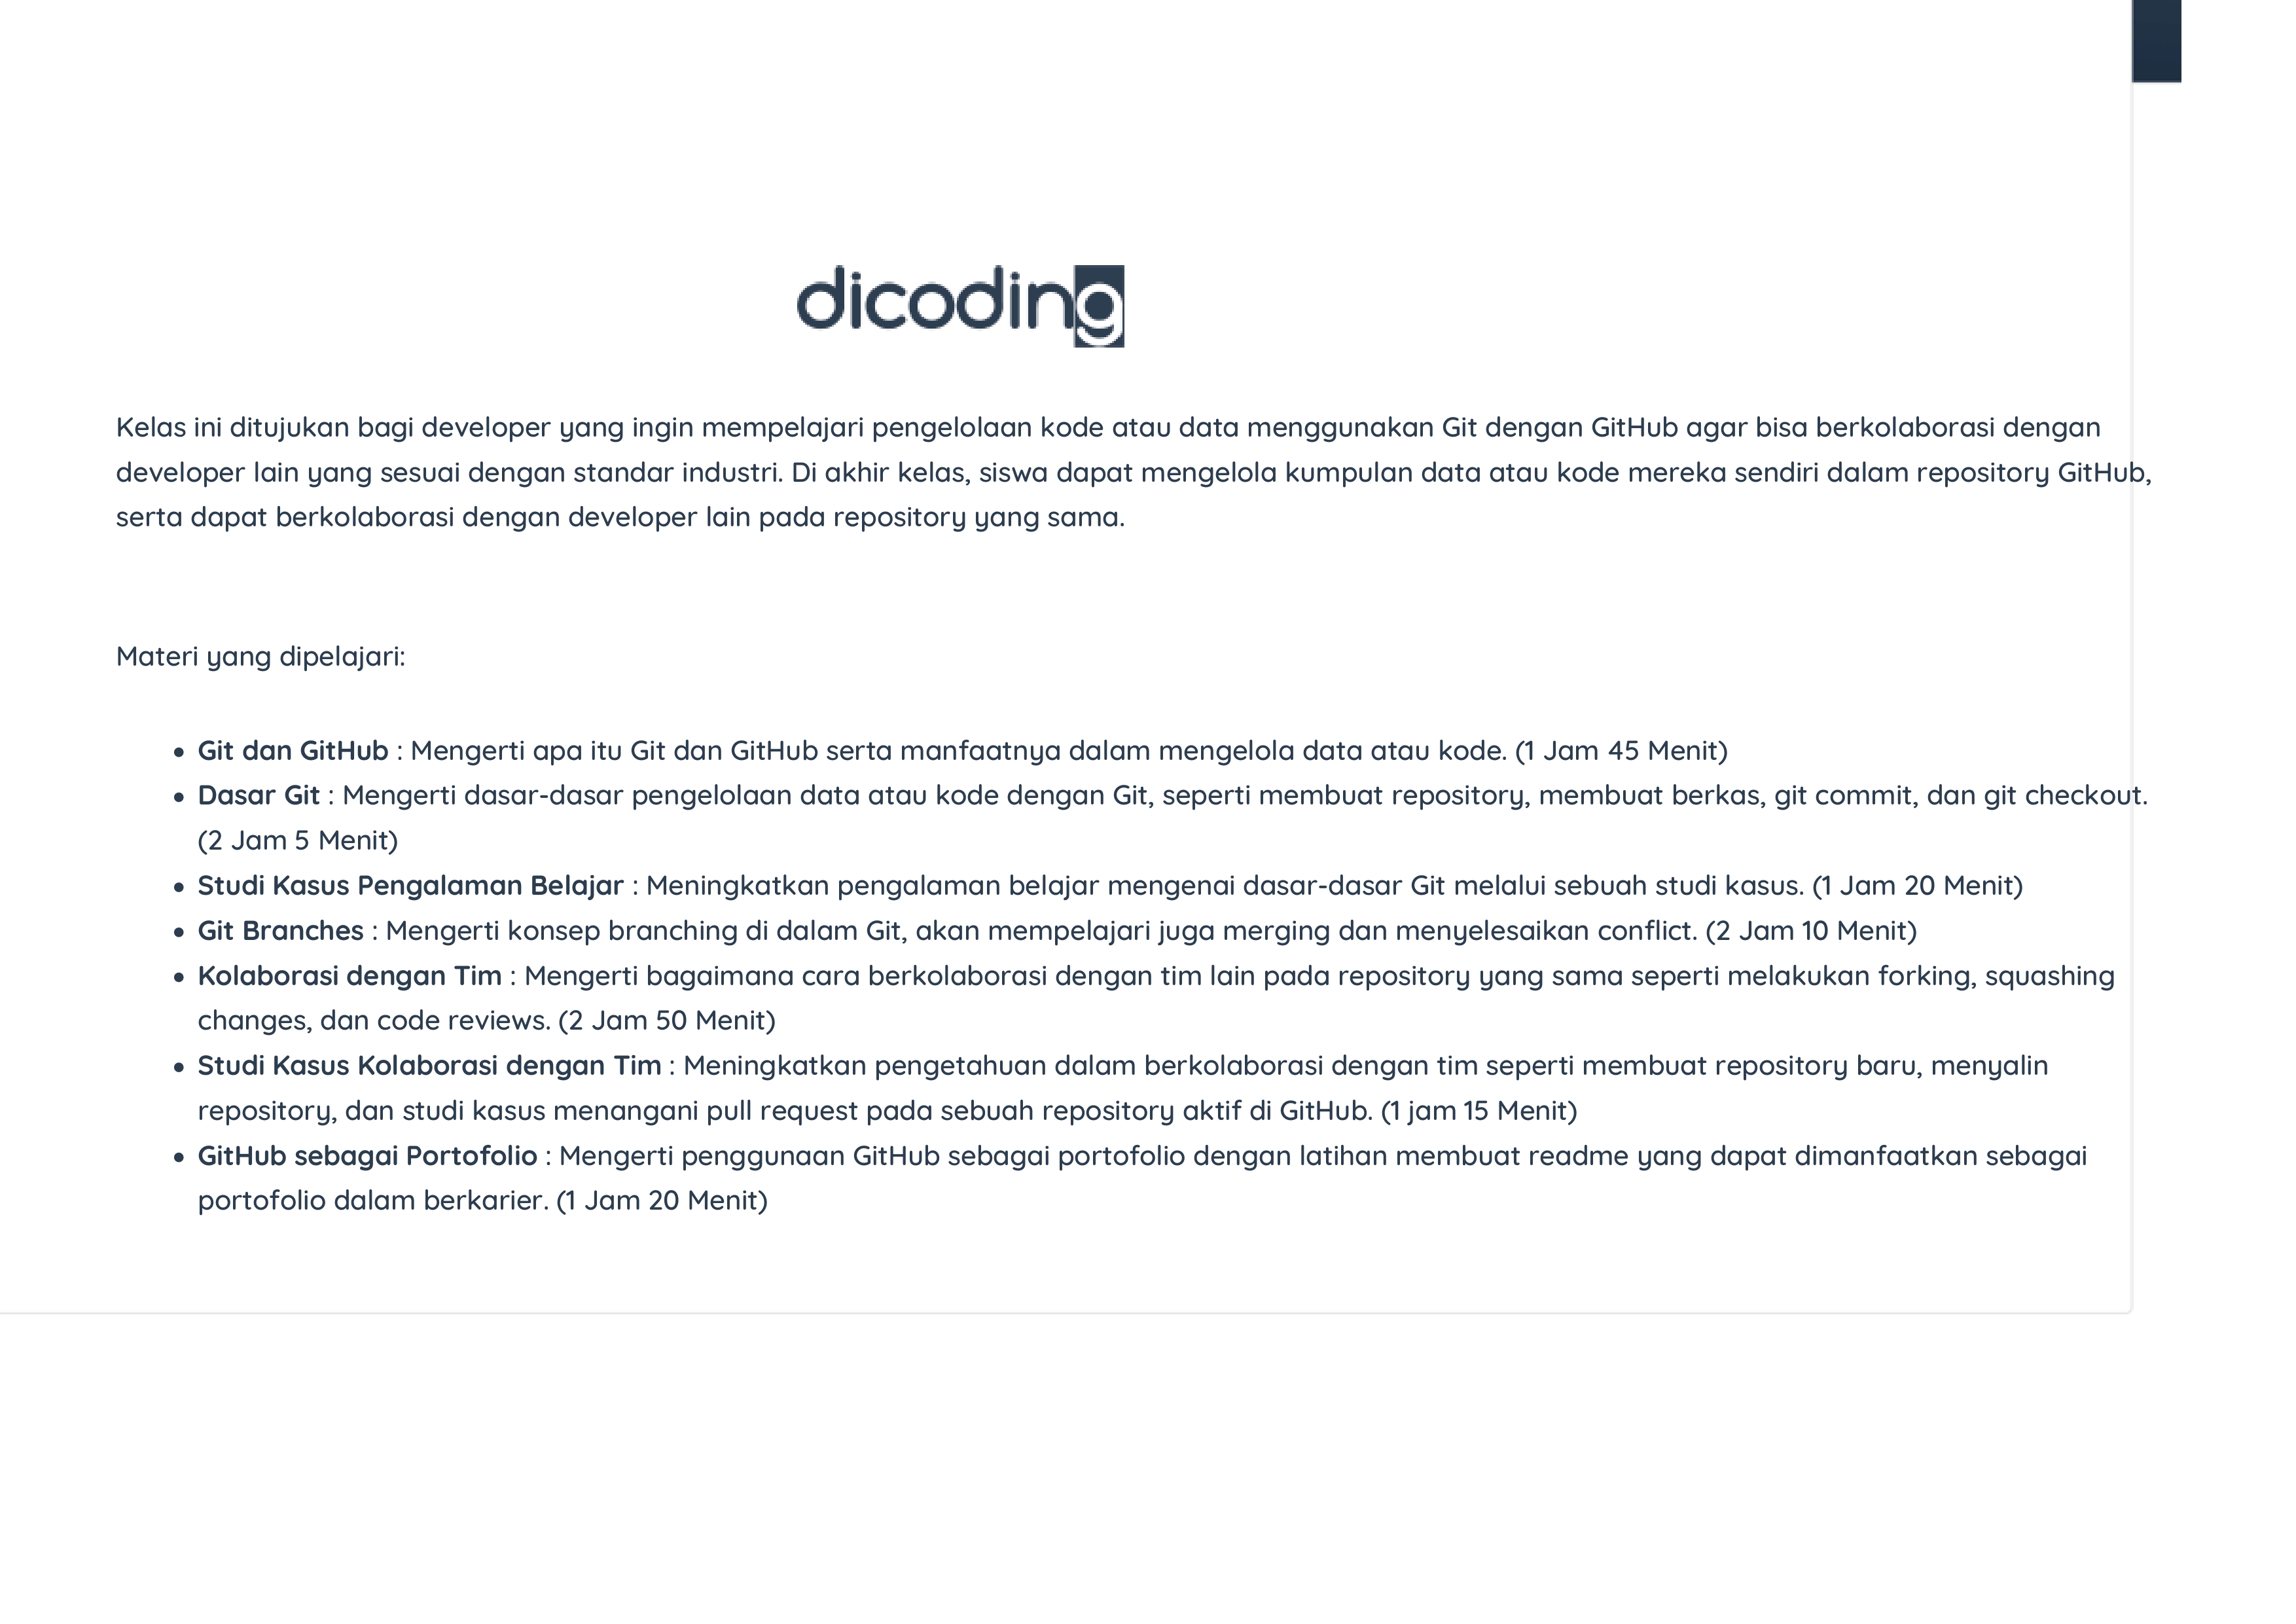 dicoding
Kelas ini ditujukan bagi developer yang ingin mempelajari pengelolaan kode atau data menggunakan Git dengan GitHub agar bisa berkolaborasi dengan
developer lain yang sesuai dengan standar industri. Di akhir kelas, siswa dapat mengelola kumpulan data atau kode mereka sendiri dalam repository GitHub,
serta dapat berkolaborasi dengan developer lain pada repository yang sama.
Materi yang dipelajari:
• Git dan GitHub : Mengerti apa itu Git dan GitHub serta manfaatnya dalam mengelola data atau kode. (1 Jam 45 Menit)
• Dasar Git : Mengerti dasar-dasar pengelolaan data atau kode dengan Git, seperti membuat repository, membuat berkas, git commit, dan git checkout.
(2 Jam 5 Menit)
• Studi Kasus Pengalaman Belajar : Meningkatkan pengalaman belajar mengenai dasar-dasar Git melalui sebuah studi kasus. (1 Jam 20 Menit)
• Git Branches : Mengerti konsep branching di dalam Git, akan mempelajari juga merging dan menyelesaikan conflict. (2 Jam 10 Menit)
• Kolaborasi dengan Tim : Mengerti bagaimana cara berkolaborasi dengan tim lain pada repository yang sama seperti melakukan forking, squashing
changes, dan code reviews. (2 Jam 50 Menit)
• Studi Kasus Kolaborasi dengan Tim : Meningkatkan pengetahuan dalam berkolaborasi dengan tim seperti membuat repository baru, menyalin
repository, dan studi kasus menangani pull request pada sebuah repository aktif di GitHub. (1 jam 15 Menit)
• GitHub sebagai Portofolio : Mengerti penggunaan GitHub sebagai portofolio dengan latihan membuat readme yang dapat dimanfaatkan sebagai
portofolio dalam berkarier. (1 Jam 20 Menit)